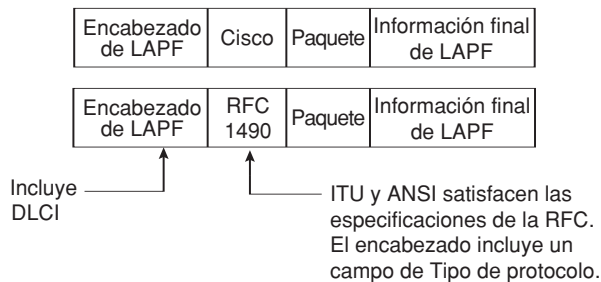 Encabezado de LAPF
Cisco
Paquete
Información final de LAPF
Encabezado de LAPF
RFC 1490
Paquete
Información final de LAPF
Incluye
DLCI
ITU y ANSI satisfacen las
especificaciones de la RFC.
El encabezado incluye un
campo de Tipo de protocolo.